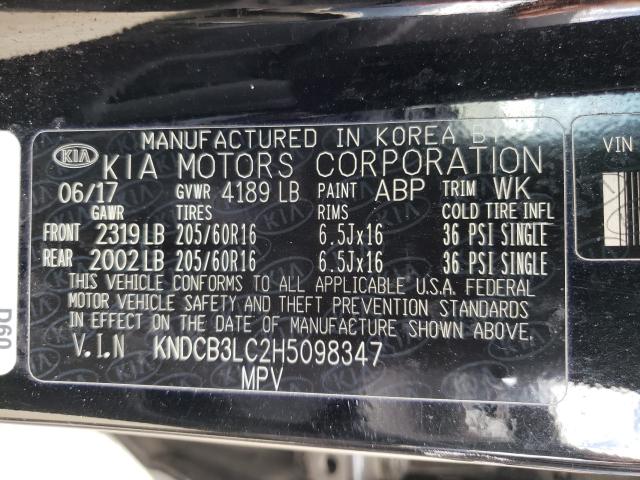 MANUFACTURED IN KOREA BY
KIA KIA MOTORS CORPORATION
06/17 GVWR 4189 LB PAINT ABP TRIM WK
GAWR TIRES RIMS COLD TIRE INFL
FRONT 2319 LB 205/60R16 6.5Jx16 36 PSI SINGLE
REAR 2002 LB 205/60R16 6.5Jx16 36 PSI SINGLE
THIS VEHICLE CONFORMS TO ALL APPLICABLE U.S.A. FEDERAL
MOTOR VEHICLE SAFETY AND THEFT PREVENTION STANDARDS
IN EFFECT ON THE DATE OF MANUFACTURE SHOWN ABOVE.
V.I.N KNDCB3LC2H5098347
MPV
VIN
D60